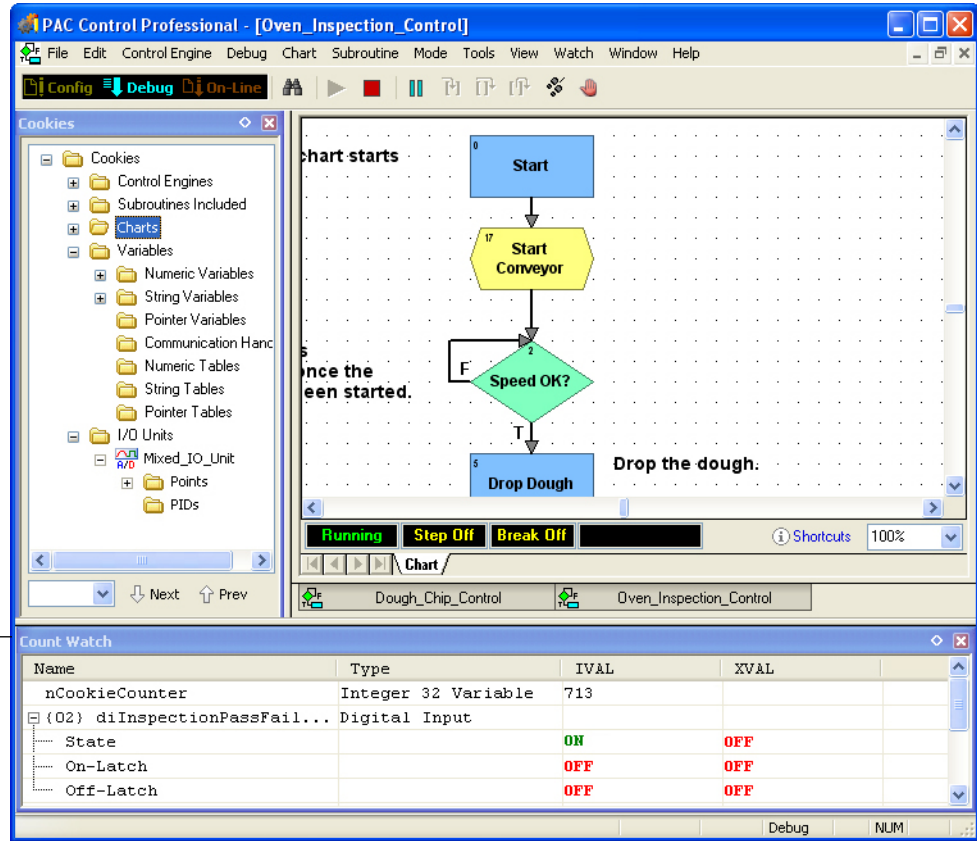 PAC Control Professional - [Oven_Inspection_Control]
File Edit Control Engine Debug Chart Subroutine Mode Tools View Watch Window Help
Config Debug On-Line
Cookies
Cookies
Control Engines
Subroutines Included
Charts
Variables
Numeric Variables
String Variables
Pointer Variables
Communication Hanc
Numeric Tables
String Tables
Pointer Tables
I/O Units
A/D Mixed_IO_Unit
Points
PIDs
Next Prev
chart starts
0
Start
17
Start
Conveyor
s
once the
een started.
2
Speed OK?
F
T
5
Drop Dough
Drop the dough.
Running Step Off Break Off Shortcuts 100%
Chart
Dough_Chip_Control Oven_Inspection_Control
Count Watch
Name Type IVAL XVAL
nCookieCounter Integer 32 Variable 713
{02} diInspectionPassFail... Digital Input
State ON OFF
On-Latch OFF OFF
Off-Latch OFF OFF
Debug NUM